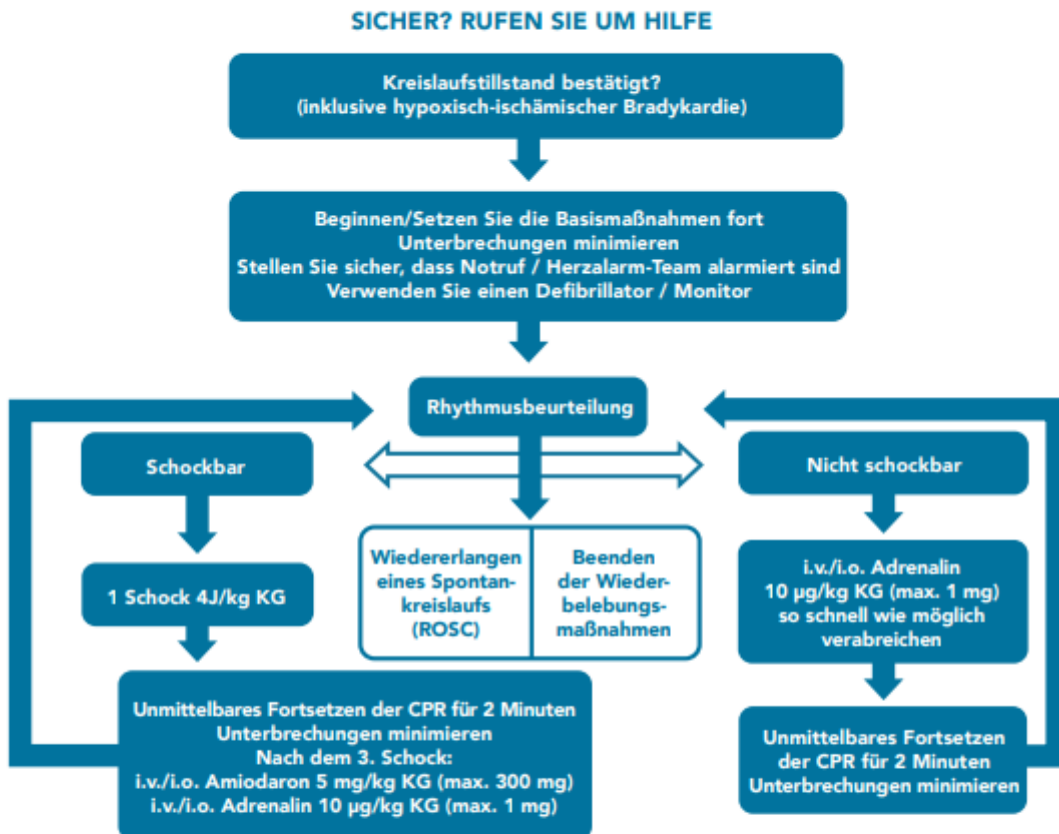 SICHER? RUFEN SIE UM HILFE
Kreislaufstillstand bestätigt?
(inklusive hypoxisch-ischämischer Bradykardie)
Beginnen/Setzen Sie die Basismaßnahmen fort
Unterbrechungen minimieren
Stellen Sie sicher, dass Notruf / Herzalarm-Team alarmiert sind
Verwenden Sie einen Defibrillator / Monitor
Rhythmusbeurteilung
Schockbar
1 Schock 4J/kg KG
Unmittelbares Fortsetzen der CPR für 2 Minuten
Unterbrechungen minimieren
Nach dem 3. Schock:
i.v./i.o. Amiodaron 5 mg/kg KG (max. 300 mg)
i.v./i.o. Adrenalin 10 µg/kg KG (max. 1 mg)
Wiedererlangen
eines Spontan-
kreislaufs
(ROSC)
Beenden
der Wieder-
belebungs-
maßnahmen
Nicht schockbar
i.v./i.o. Adrenalin
10 µg/kg KG (max. 1 mg)
so schnell wie möglich
verabreichen
Unmittelbares Fortsetzen
der CPR für 2 Minuten
Unterbrechungen minimieren